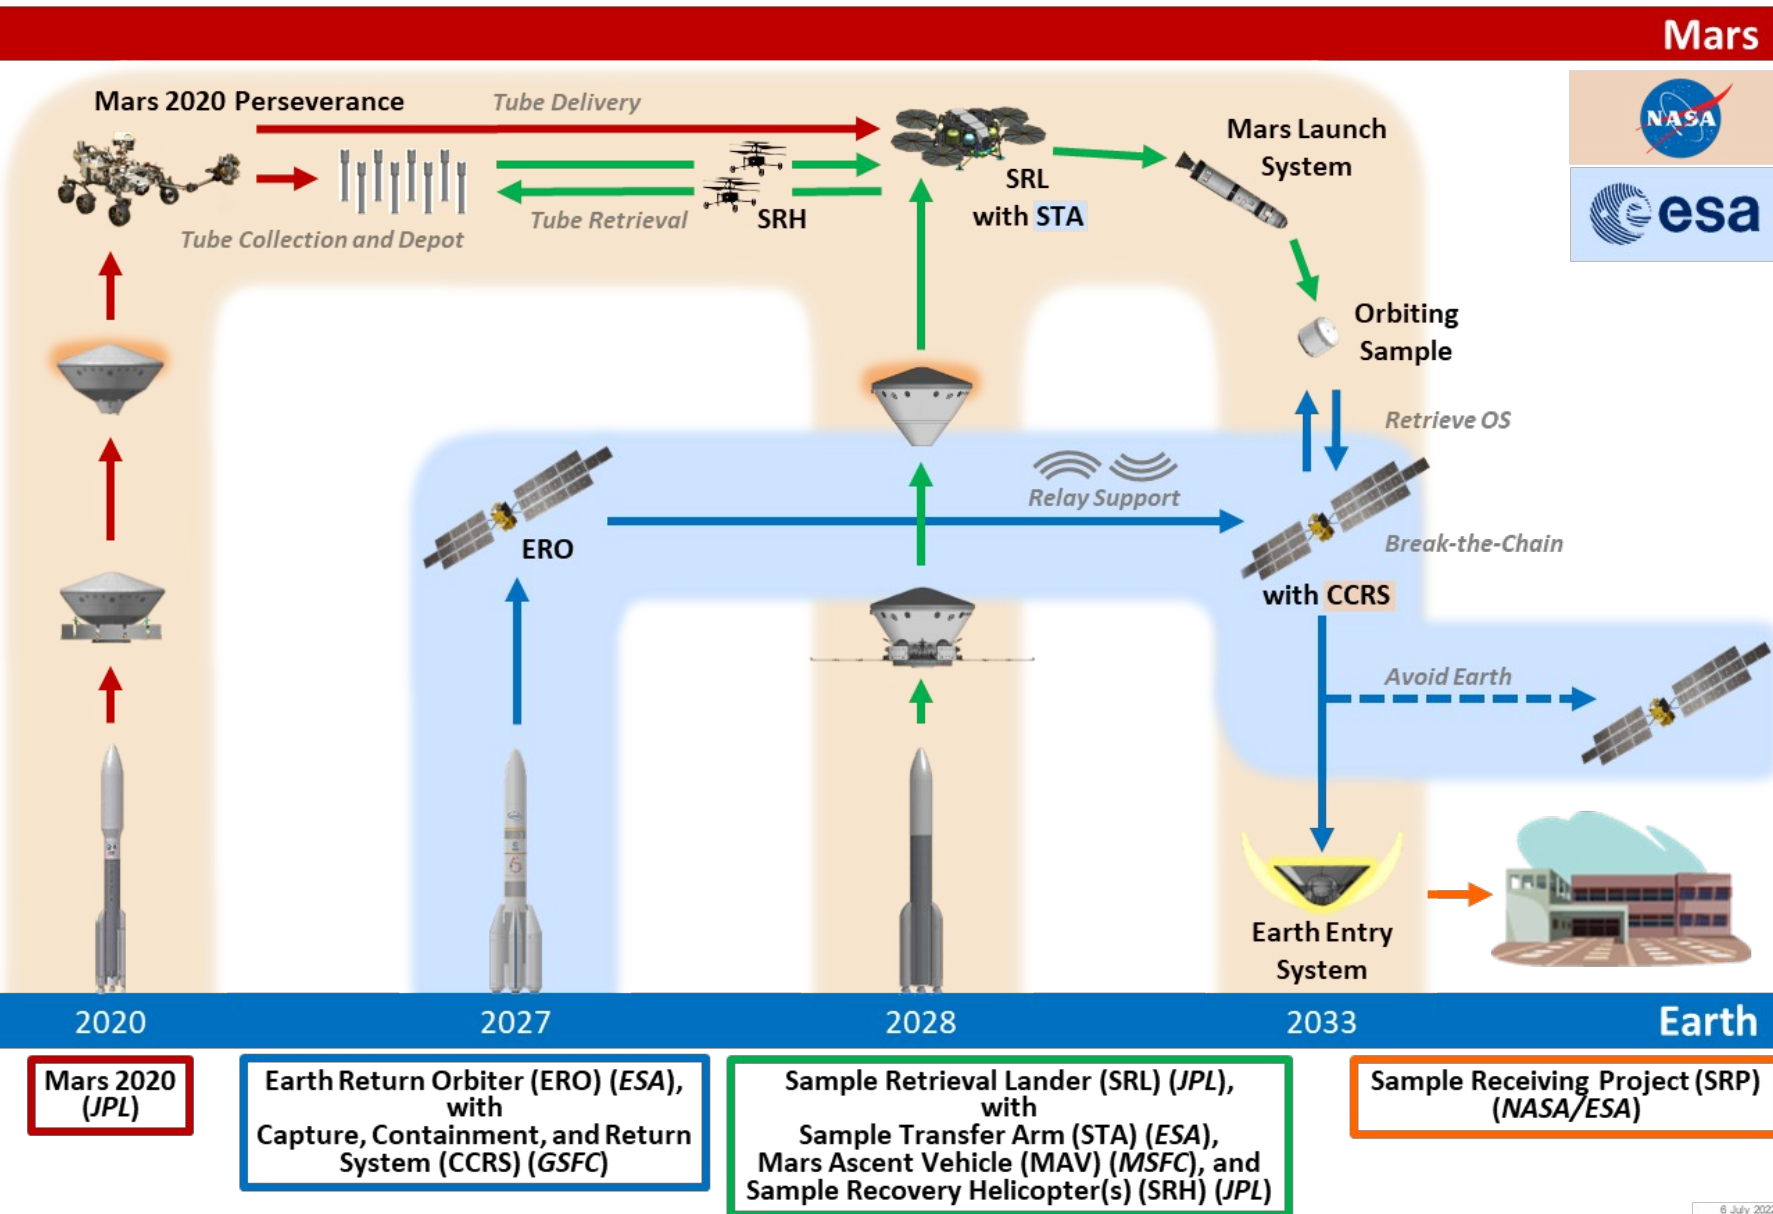 Mars
Mars 2020 Perseverance
Tube Delivery
NASA
esa
Mars Launch
System
SRL
with STA
SRH
Tube Retrieval
Tube Collection and Depot
Orbiting
Sample
Retrieve OS
Relay Support
ERO
Break-the-Chain
with CCRS
Avoid Earth
Earth Entry
System
2020
2027
2028
2033
Earth
Mars 2020
(JPL)
Earth Return Orbiter (ERO) (ESA),
with
Capture, Containment, and Return
System (CCRS) (GSFC)
Sample Retrieval Lander (SRL) (JPL),
with
Sample Transfer Arm (STA) (ESA),
Mars Ascent Vehicle (MAV) (MSFC), and
Sample Recovery Helicopter(s) (SRH) (JPL)
Sample Receiving Project (SRP)
(NASA/ESA)
6 July 2022